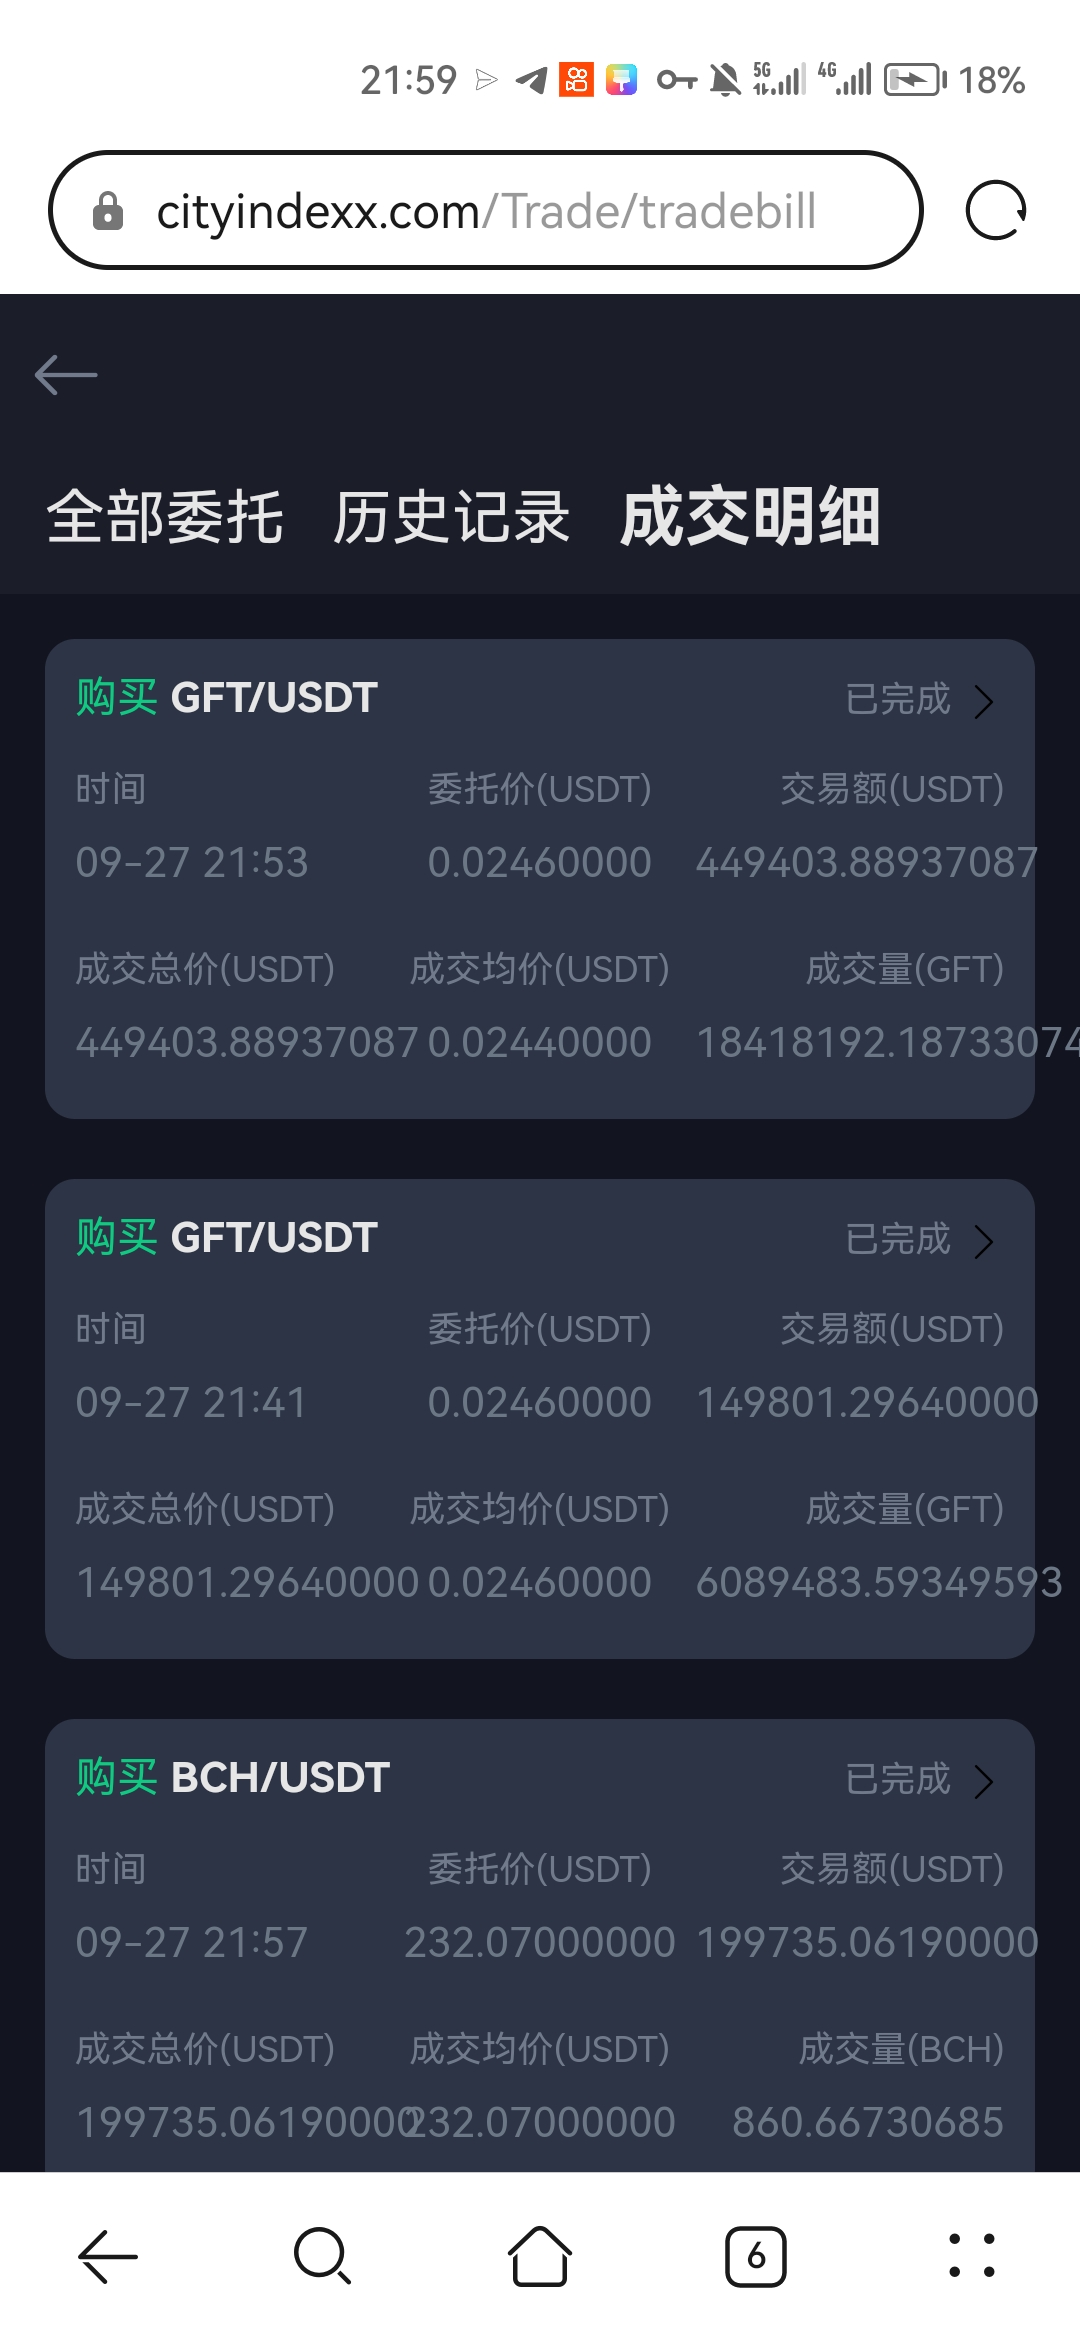 21:59 5G 4G 18%
cityindexx.com/Trade/tradebill
全部委托 历史记录 成交明细
购买 GFT/USDT 已完成
时间 委托价(USDT) 交易额(USDT)
09-27 21:53 0.02460000 449403.88937087
成交总价(USDT) 成交均价(USDT) 成交量(GFT)
449403.88937087 0.02440000 18418192.18733074
购买 GFT/USDT 已完成
时间 委托价(USDT) 交易额(USDT)
09-27 21:41 0.02460000 149801.29640000
成交总价(USDT) 成交均价(USDT) 成交量(GFT)
149801.29640000 0.02460000 6089483.59349593
购买 BCH/USDT 已完成
时间 委托价(USDT) 交易额(USDT)
09-27 21:57 232.07000000 199735.06190000
成交总价(USDT) 成交均价(USDT) 成交量(BCH)
199735.06190000 232.07000000 860.66730685
6